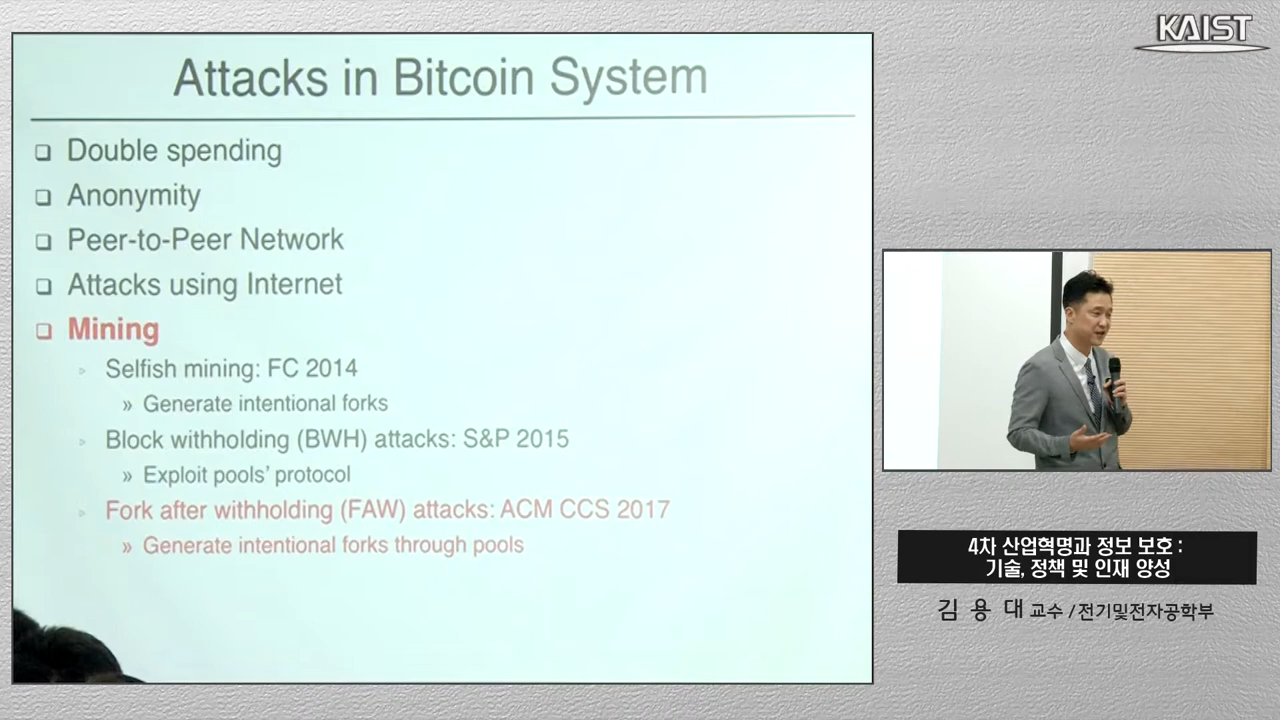 KAIST
Attacks in Bitcoin System
❑ Double spending
❑ Anonymity
❑ Peer-to-Peer Network
❑ Attacks using Internet
❑ Mining
▹ Selfish mining: FC 2014
» Generate intentional forks
▹ Block withholding (BWH) attacks: S&P 2015
» Exploit pools’ protocol
▹ Fork after withholding (FAW) attacks: ACM CCS 2017
» Generate intentional forks through pools
4차 산업혁명과 정보 보호 :
기술, 정책 및 인재 양성
김 용 대 교수 / 전기및전자공학부